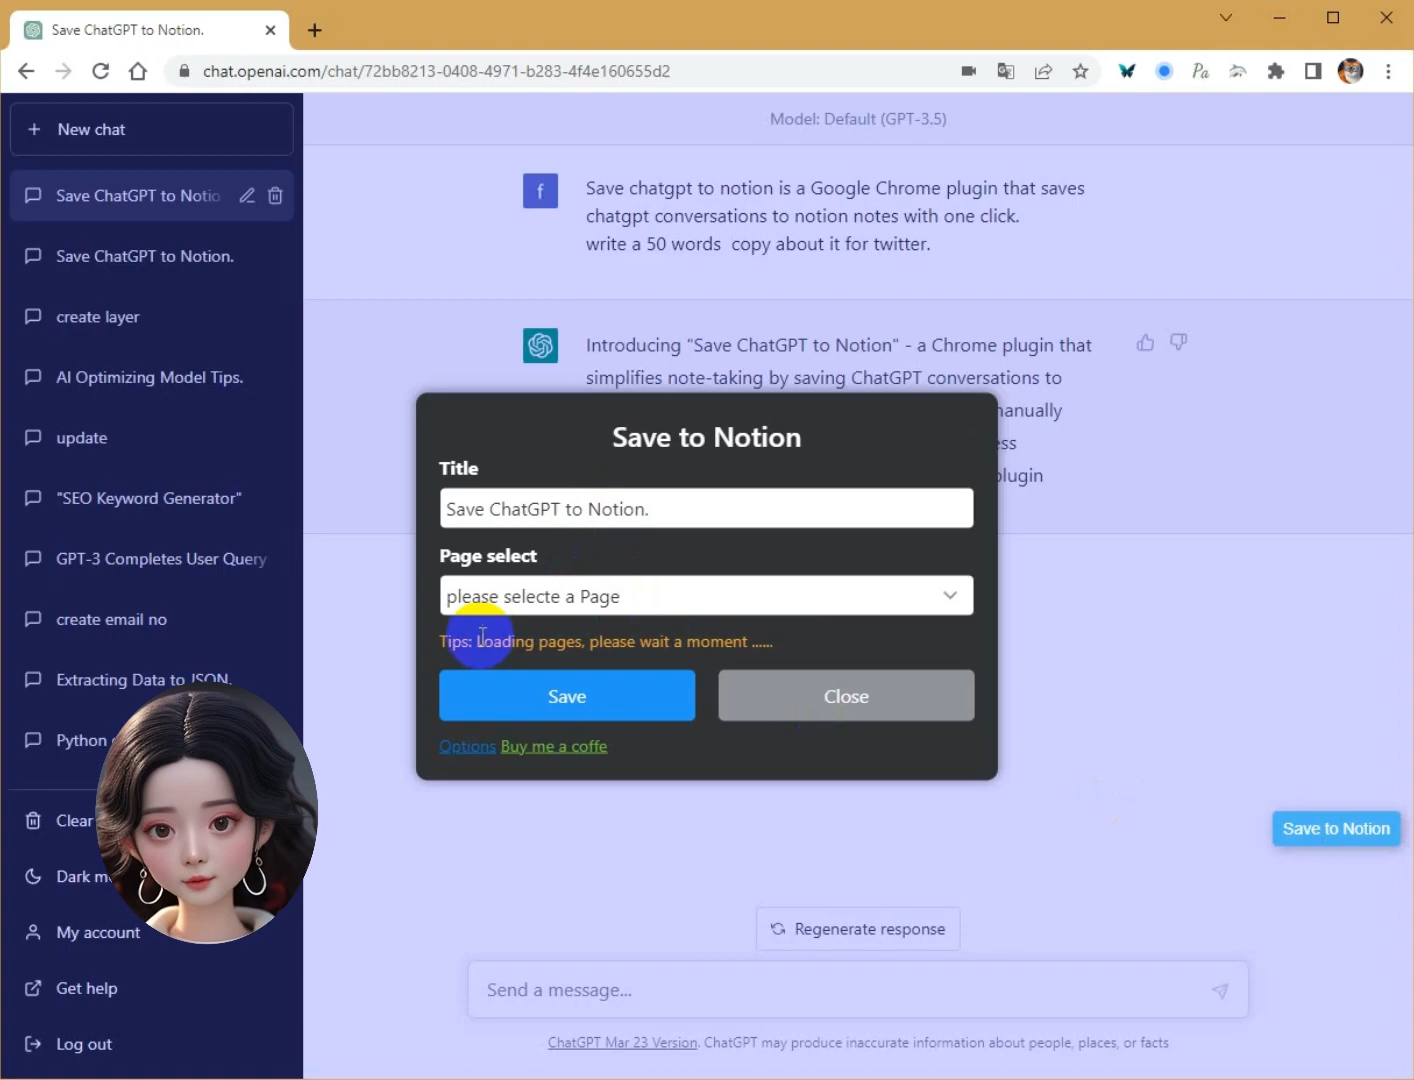 Save ChatGPT to Notion.
chat.openai.com/chat/72bb8213-0408-4971-b283-4f4e160655d2
Pa
New chat
Save ChatGPT to Notio
Save ChatGPT to Notion.
create layer
AI Optimizing Model Tips.
update
"SEO Keyword Generator"
GPT-3 Completes User Query
create email no
Extracting Data to JSON.
Python
Clear
Dark m
My account
Get help
Log out
Model: Default (GPT-3.5)
f
Save chatgpt to notion is a Google Chrome plugin that saves
chatgpt conversations to notion notes with one click.
write a 50 words  copy about it for twitter.
Introducing "Save ChatGPT to Notion" - a Chrome plugin that
simplifies note-taking by saving ChatGPT conversations to
anually
ess
plugin
Save to Notion
Title
Save ChatGPT to Notion.
Page select
please selecte a Page
Tips: Loading pages, please wait a moment ......
Save
Close
Options Buy me a coffe
Save to Notion
Regenerate response
Send a message...
ChatGPT Mar 23 Version. ChatGPT may produce inaccurate information about people, places, or facts